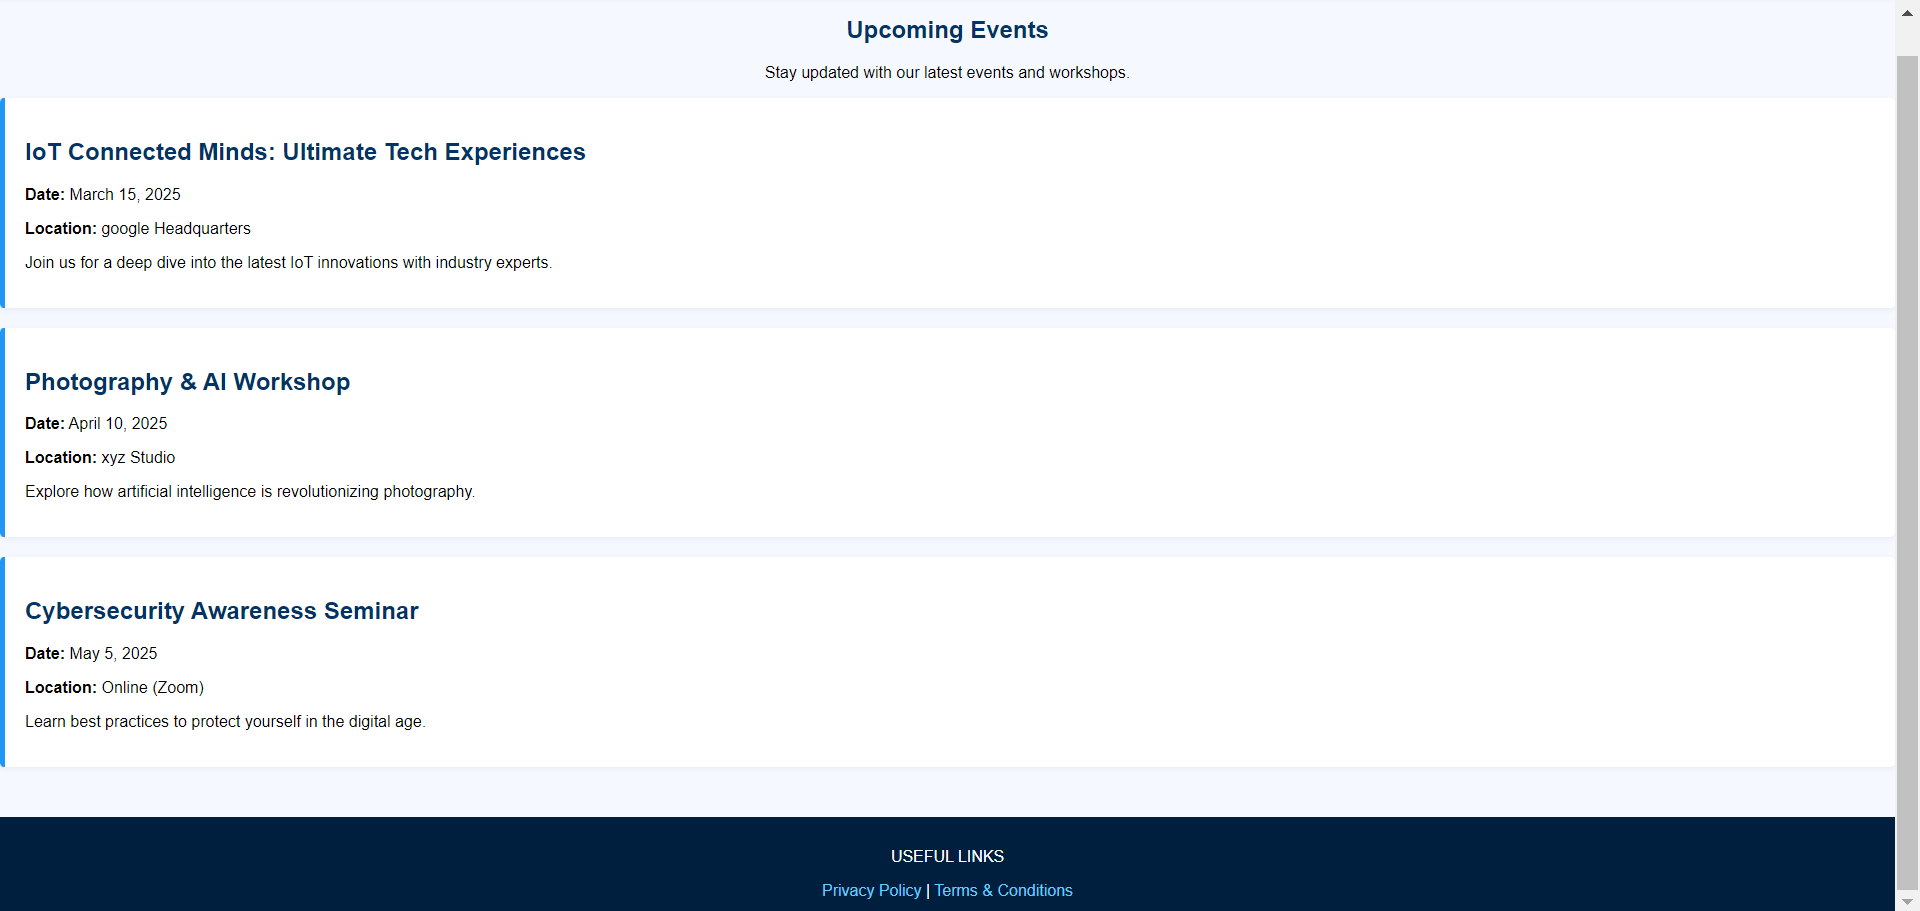 Upcoming Events
Stay updated with our latest events and workshops.
IoT Connected Minds: Ultimate Tech Experiences
Date: March 15, 2025
Location: google Headquarters
Join us for a deep dive into the latest IoT innovations with industry experts.
Photography & AI Workshop
Date: April 10, 2025
Location: xyz Studio
Explore how artificial intelligence is revolutionizing photography.
Cybersecurity Awareness Seminar
Date: May 5, 2025
Location: Online (Zoom)
Learn best practices to protect yourself in the digital age.
USEFUL LINKS
Privacy Policy | Terms & Conditions